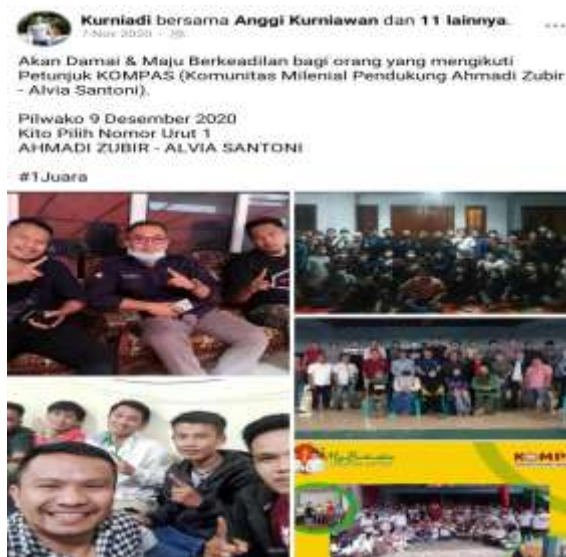 Kurniadi bersama Anggi Kurniawan dan 11 lainnya.
7 Nov 2020
Akan Damai & Maju Berkeadilan bagi orang yang mengikuti
Petunjuk KOMPAS (Komunitas Milenial Pendukung Ahmadi Zubir
- Alvia Santoni).
Pilwako 9 Desember 2020
Kito Pilih Nomor Urut 1
AHMADI ZUBIR - ALVIA SANTONI
#1Juara
KOMP